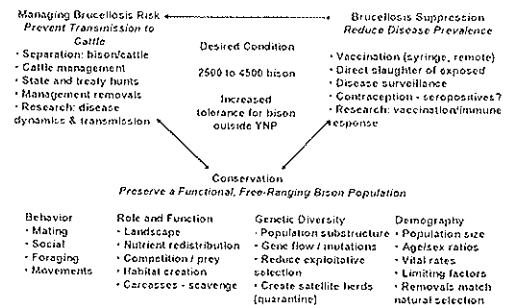 Managing Brucellosis Risk
Prevent Transmission to
Cattle
• Separation: bison/cattle
• Cattle management
• State and treaty hunts
• Management removals
• Research: disease
dynamics & transmission
Desired Condition
2500 to 4500 bison
Increased
tolerance for bison
outside YNP
Brucellosis Suppression
Reduce Disease Prevalence
• Vaccination (syringe, remote)
• Direct slaughter of exposed
• Disease surveillance
• Contraception - seropositives?
• Research: vaccination/immune
response
Conservation
Preserve a Functional, Free-Ranging Bison Population
Behavior
• Mating
• Social
• Foraging
• Movements
Role and Function
• Landscape
• Nutrient redistribution
• Competition / prey
• Habitat creation
• Carcasses - scavenge
Genetic Diversity
• Population substructure
• Gene flow / mutations
• Reduce exploitative
selection
• Create satellite herds
(quarantine)
Demography
• Population size
• Age/sex ratios
• Vital rates
• Limiting factors
• Removals match
natural selection